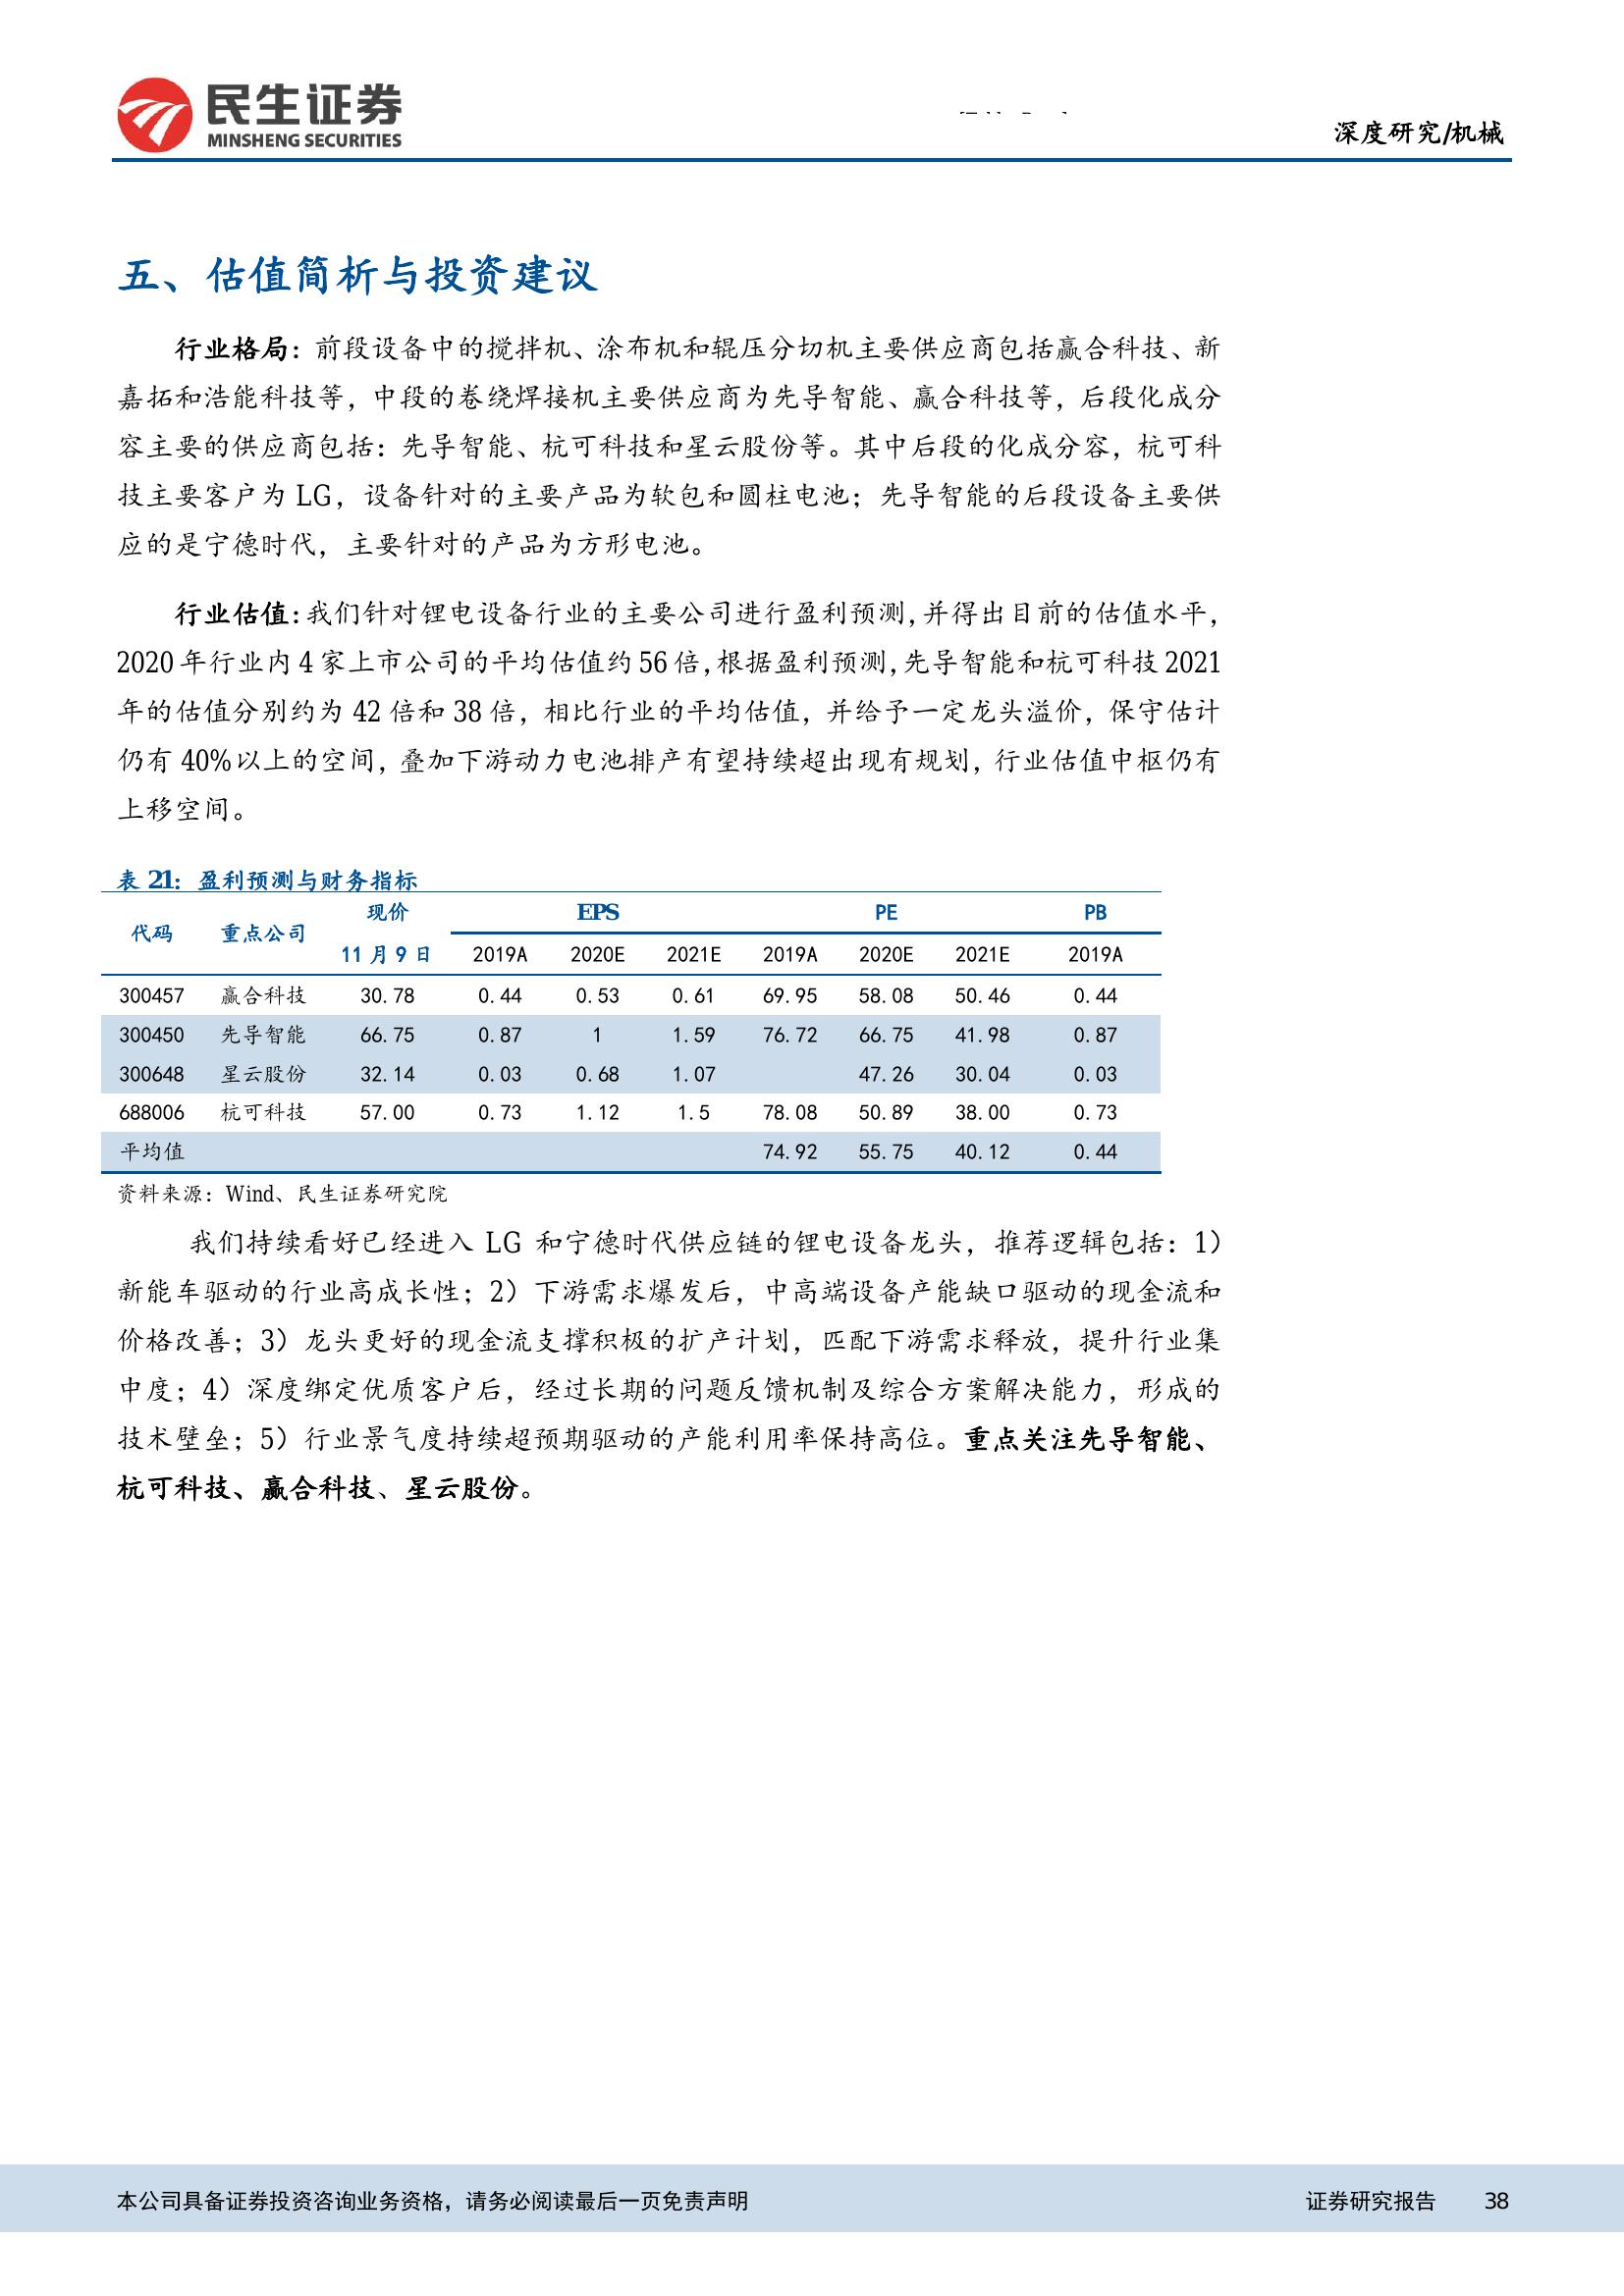 民生证券
MINSHENG SECURITIES
深度研究/机械
五、估值简析与投资建议
行业格局：前段设备中的搅拌机、涂布机和辊压分切机主要供应商包括赢合科技、新
嘉拓和浩能科技等，中段的卷绕焊接机主要供应商为先导智能、赢合科技等，后段化成分
容主要的供应商包括：先导智能、杭可科技和星云股份等。其中后段的化成分容，杭可科
技主要客户为 LG，设备针对的主要产品为软包和圆柱电池；先导智能的后段设备主要供
应的是宁德时代，主要针对的产品为方形电池。
行业估值：我们针对锂电设备行业的主要公司进行盈利预测，并得出目前的估值水平，
2020 年行业内 4 家上市公司的平均估值约 56 倍，根据盈利预测，先导智能和杭可科技 2021
年的估值分别约为 42 倍和 38 倍，相比行业的平均估值，并给予一定龙头溢价，保守估计
仍有 40%以上的空间，叠加下游动力电池排产有望持续超出现有规划，行业估值中枢仍有
上移空间。
表 21：盈利预测与财务指标
代码 重点公司 现价 EPS PE PB
11 月 9 日 2019A 2020E 2021E 2019A 2020E 2021E 2019A
300457 赢合科技 30.78 0.44 0.53 0.61 69.95 58.08 50.46 0.44
300450 先导智能 66.75 0.87 1 1.59 76.72 66.75 41.98 0.87
300648 星云股份 32.14 0.03 0.68 1.07 47.26 30.04 0.03
688006 杭可科技 57.00 0.73 1.12 1.5 78.08 50.89 38.00 0.73
平均值 74.92 55.75 40.12 0.44
资料来源：Wind、民生证券研究院
我们持续看好已经进入 LG 和宁德时代供应链的锂电设备龙头，推荐逻辑包括：1）
新能车驱动的行业高成长性；2）下游需求爆发后，中高端设备产能缺口驱动的现金流和
价格改善；3）龙头更好的现金流支撑积极的扩产计划，匹配下游需求释放，提升行业集
中度；4）深度绑定优质客户后，经过长期的问题反馈机制及综合方案解决能力，形成的
技术壁垒；5）行业景气度持续超预期驱动的产能利用率保持高位。重点关注先导智能、
杭可科技、赢合科技、星云股份。
本公司具备证券投资咨询业务资格，请务必阅读最后一页免责声明 证券研究报告 38